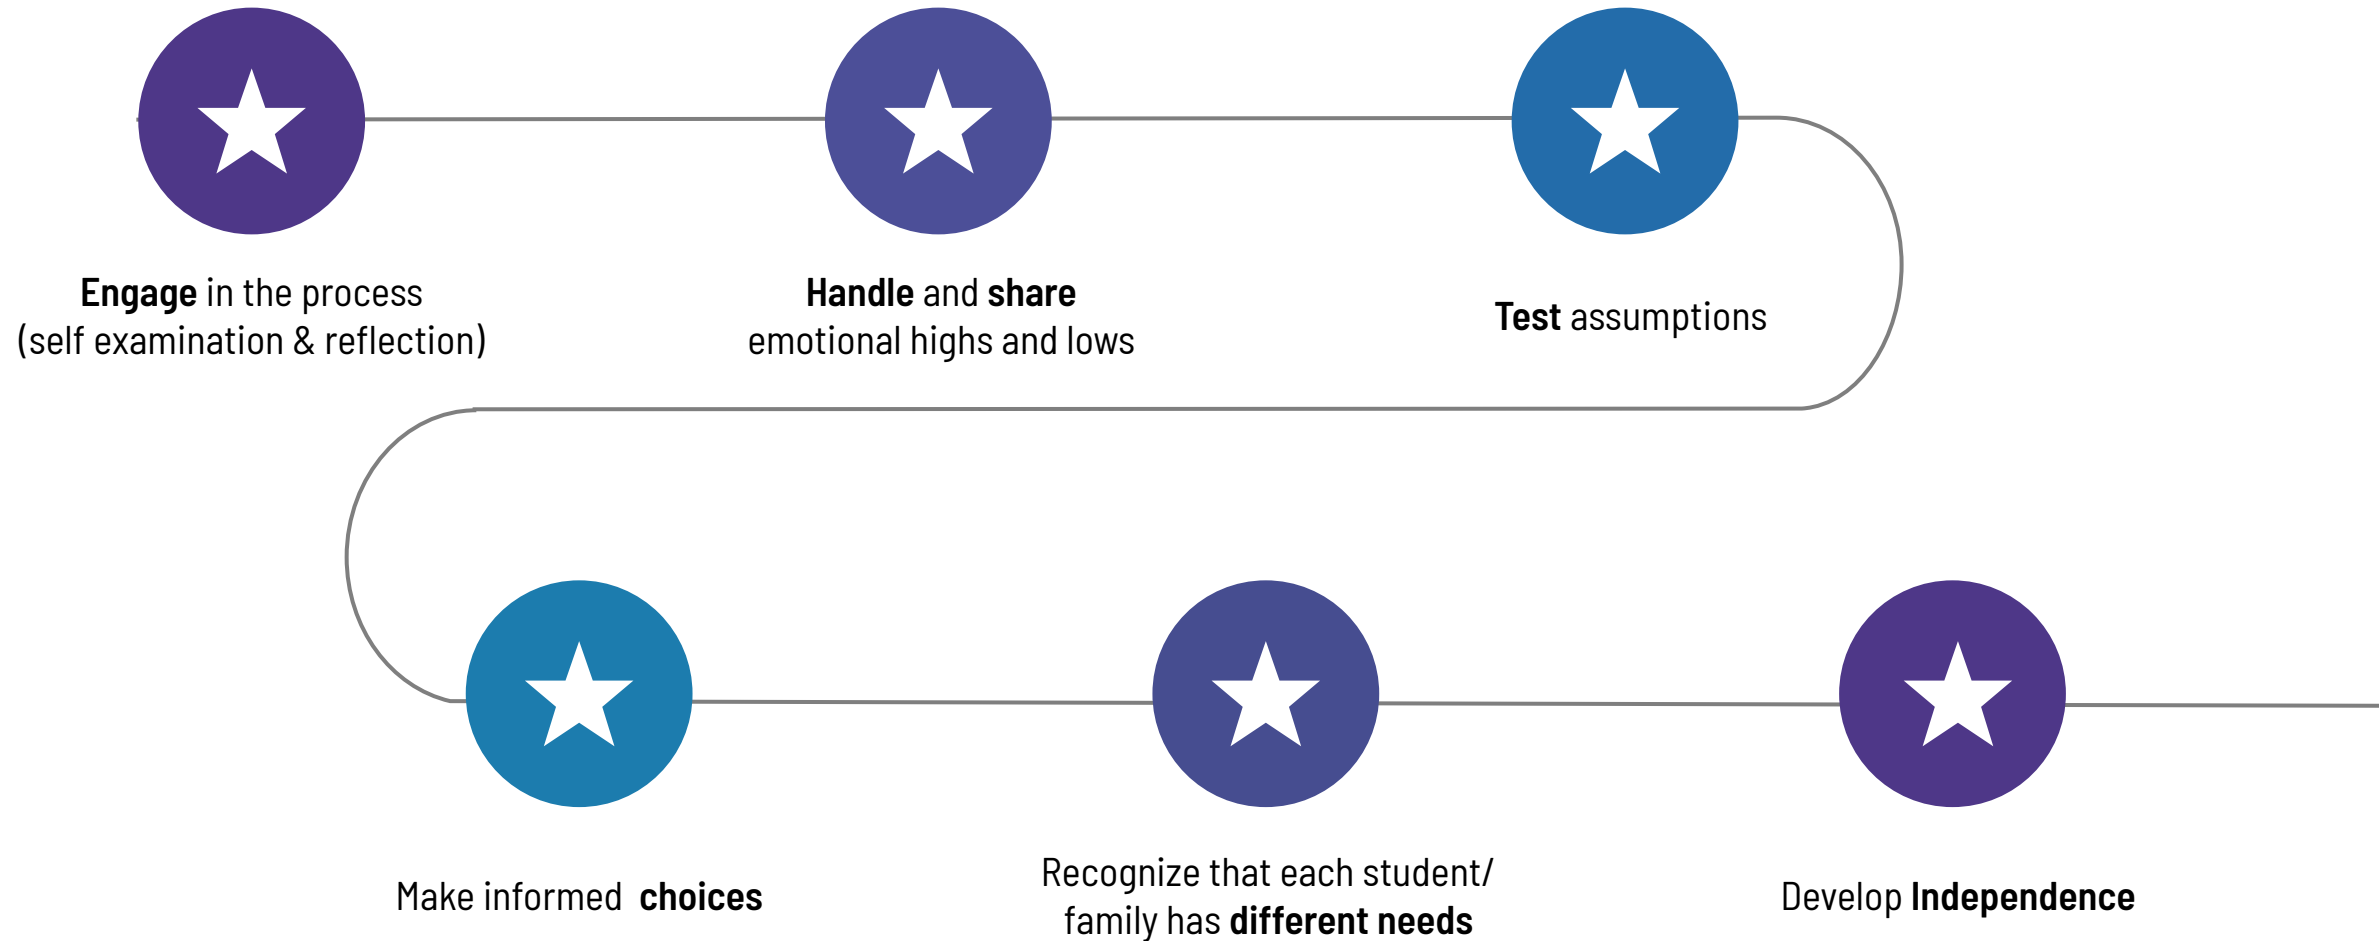 Engage in the process
(self examination & reflection)
Handle and share
emotional highs and lows
Test assumptions
Make informed choices
Recognize that each student/
family has different needs
Develop Independence